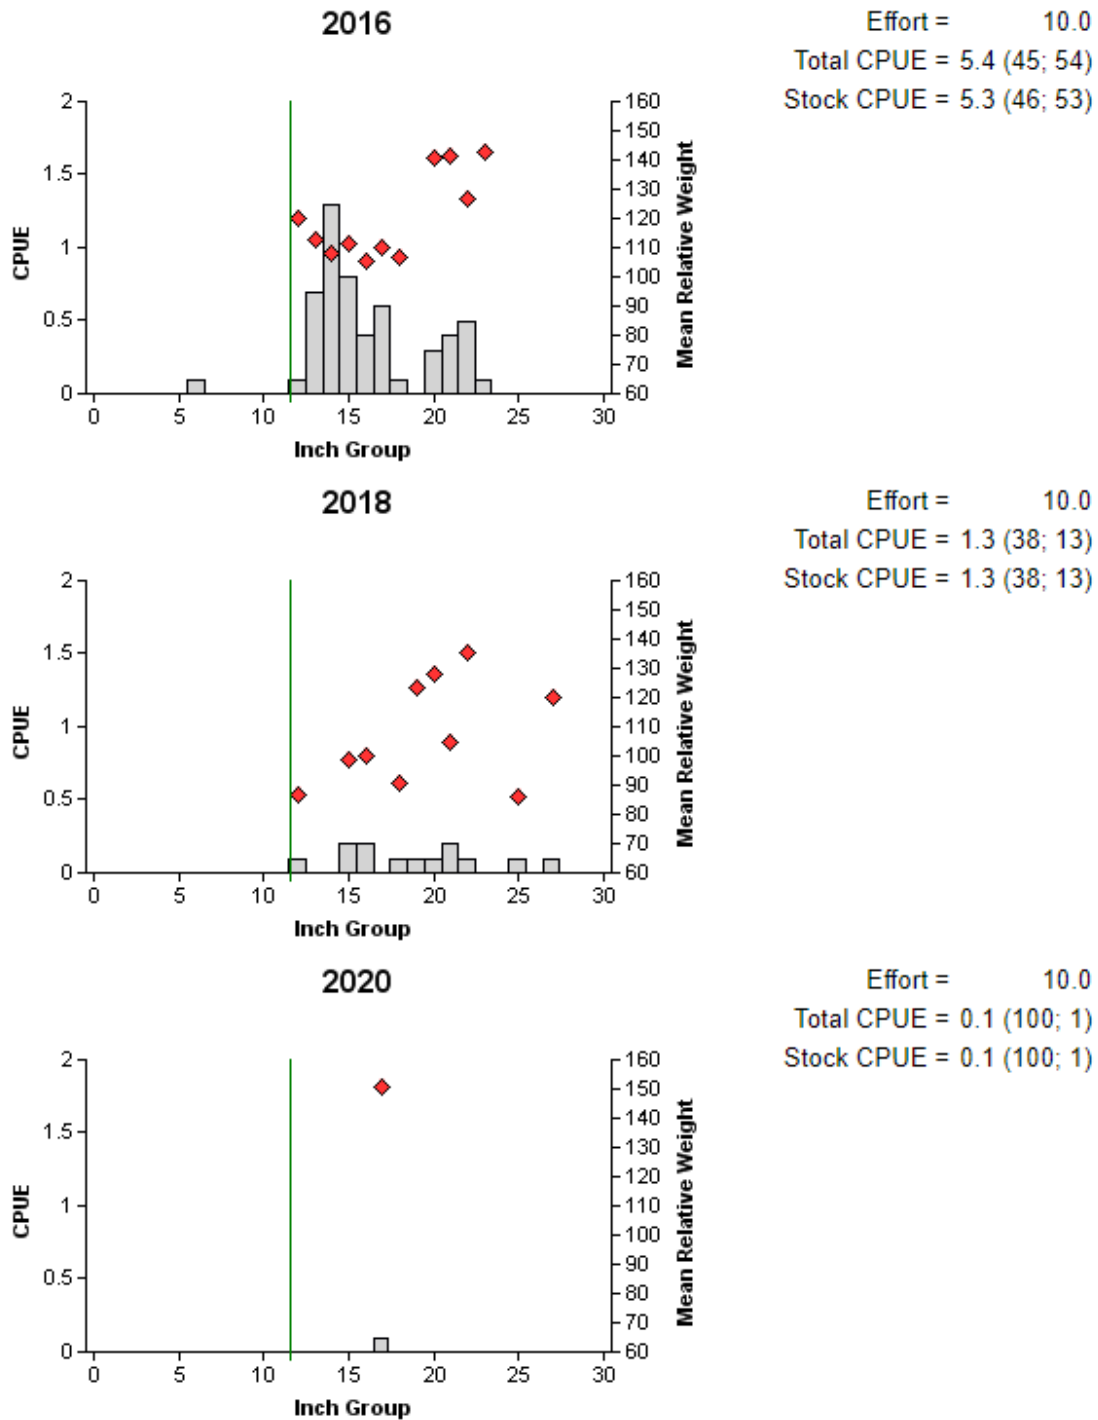 2016
Effort = 10.0
Total CPUE = 5.4 (45; 54)
Stock CPUE = 5.3 (46; 53)
2
1.5
1
0.5
0
CPUE
160
150
140
130
120
110
100
90
80
70
60
Mean Relative Weight
0 5 10 15 20 25 30
Inch Group
2018
Effort = 10.0
Total CPUE = 1.3 (38; 13)
Stock CPUE = 1.3 (38; 13)
2
1.5
1
0.5
0
CPUE
160
150
140
130
120
110
100
90
80
70
60
Mean Relative Weight
0 5 10 15 20 25 30
Inch Group
2020
Effort = 10.0
Total CPUE = 0.1 (100; 1)
Stock CPUE = 0.1 (100; 1)
2
1.5
1
0.5
0
CPUE
160
150
140
130
120
110
100
90
80
70
60
Mean Relative Weight
0 5 10 15 20 25 30
Inch Group